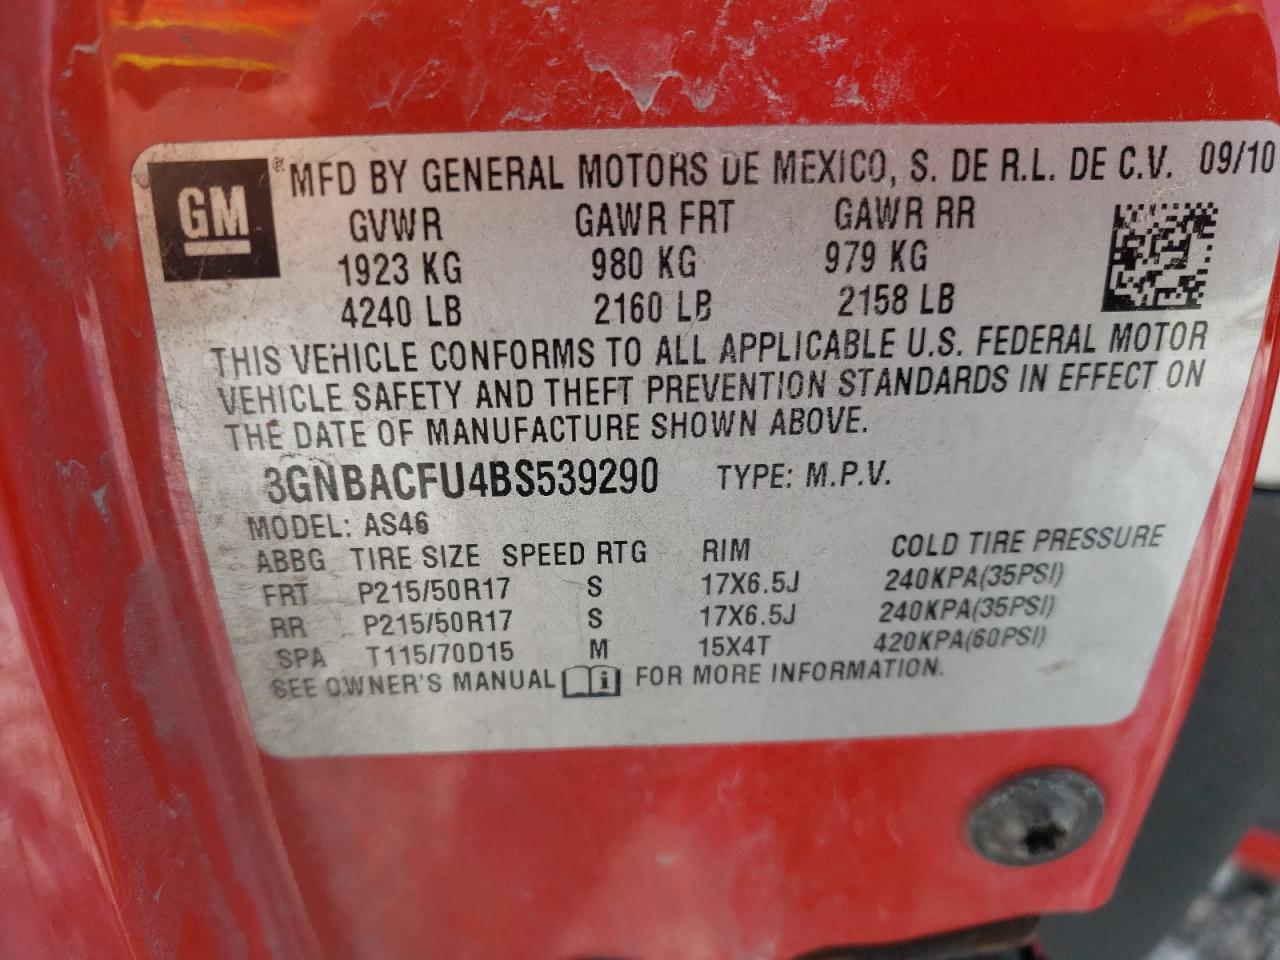 GM ® MFD BY GENERAL MOTORS DE MEXICO, S. DE R.L. DE C.V. 09/10
GVWR GAWR FRT GAWR RR
1923 KG 980 KG 979 KG
4240 LB 2160 LB 2158 LB
THIS VEHICLE CONFORMS TO ALL APPLICABLE U.S. FEDERAL MOTOR
VEHICLE SAFETY AND THEFT PREVENTION STANDARDS IN EFFECT ON
THE DATE OF MANUFACTURE SHOWN ABOVE.
3GNBACFU4BS539290 TYPE: M.P.V.
MODEL: AS46
ABBG TIRE SIZE SPEED RTG RIM COLD TIRE PRESSURE
FRT P215/50R17 S 17X6.5J 240KPA(35PSI)
RR P215/50R17 S 17X6.5J 240KPA(35PSI)
SPA T115/70D15 M 15X4T 420KPA(60PSI)
SEE OWNER'S MANUAL i FOR MORE INFORMATION.